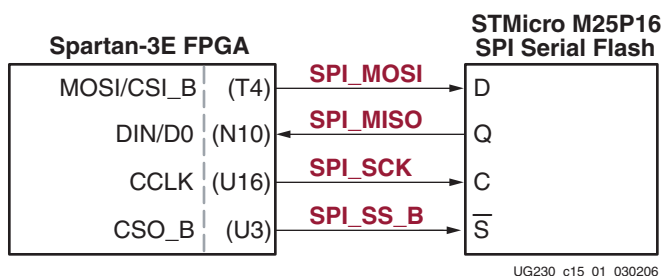 STMicro M25P16
Spartan-3E FPGA SPI Serial Flash
MOSI/CSI_B (T4) SPI_MOSI D
DIN/D0 (N10) SPI_MISO Q
CCLK (U16) SPI_SCK C
CSO_B (U3) SPI_SS_B S̅
UG230_c15_01_030206